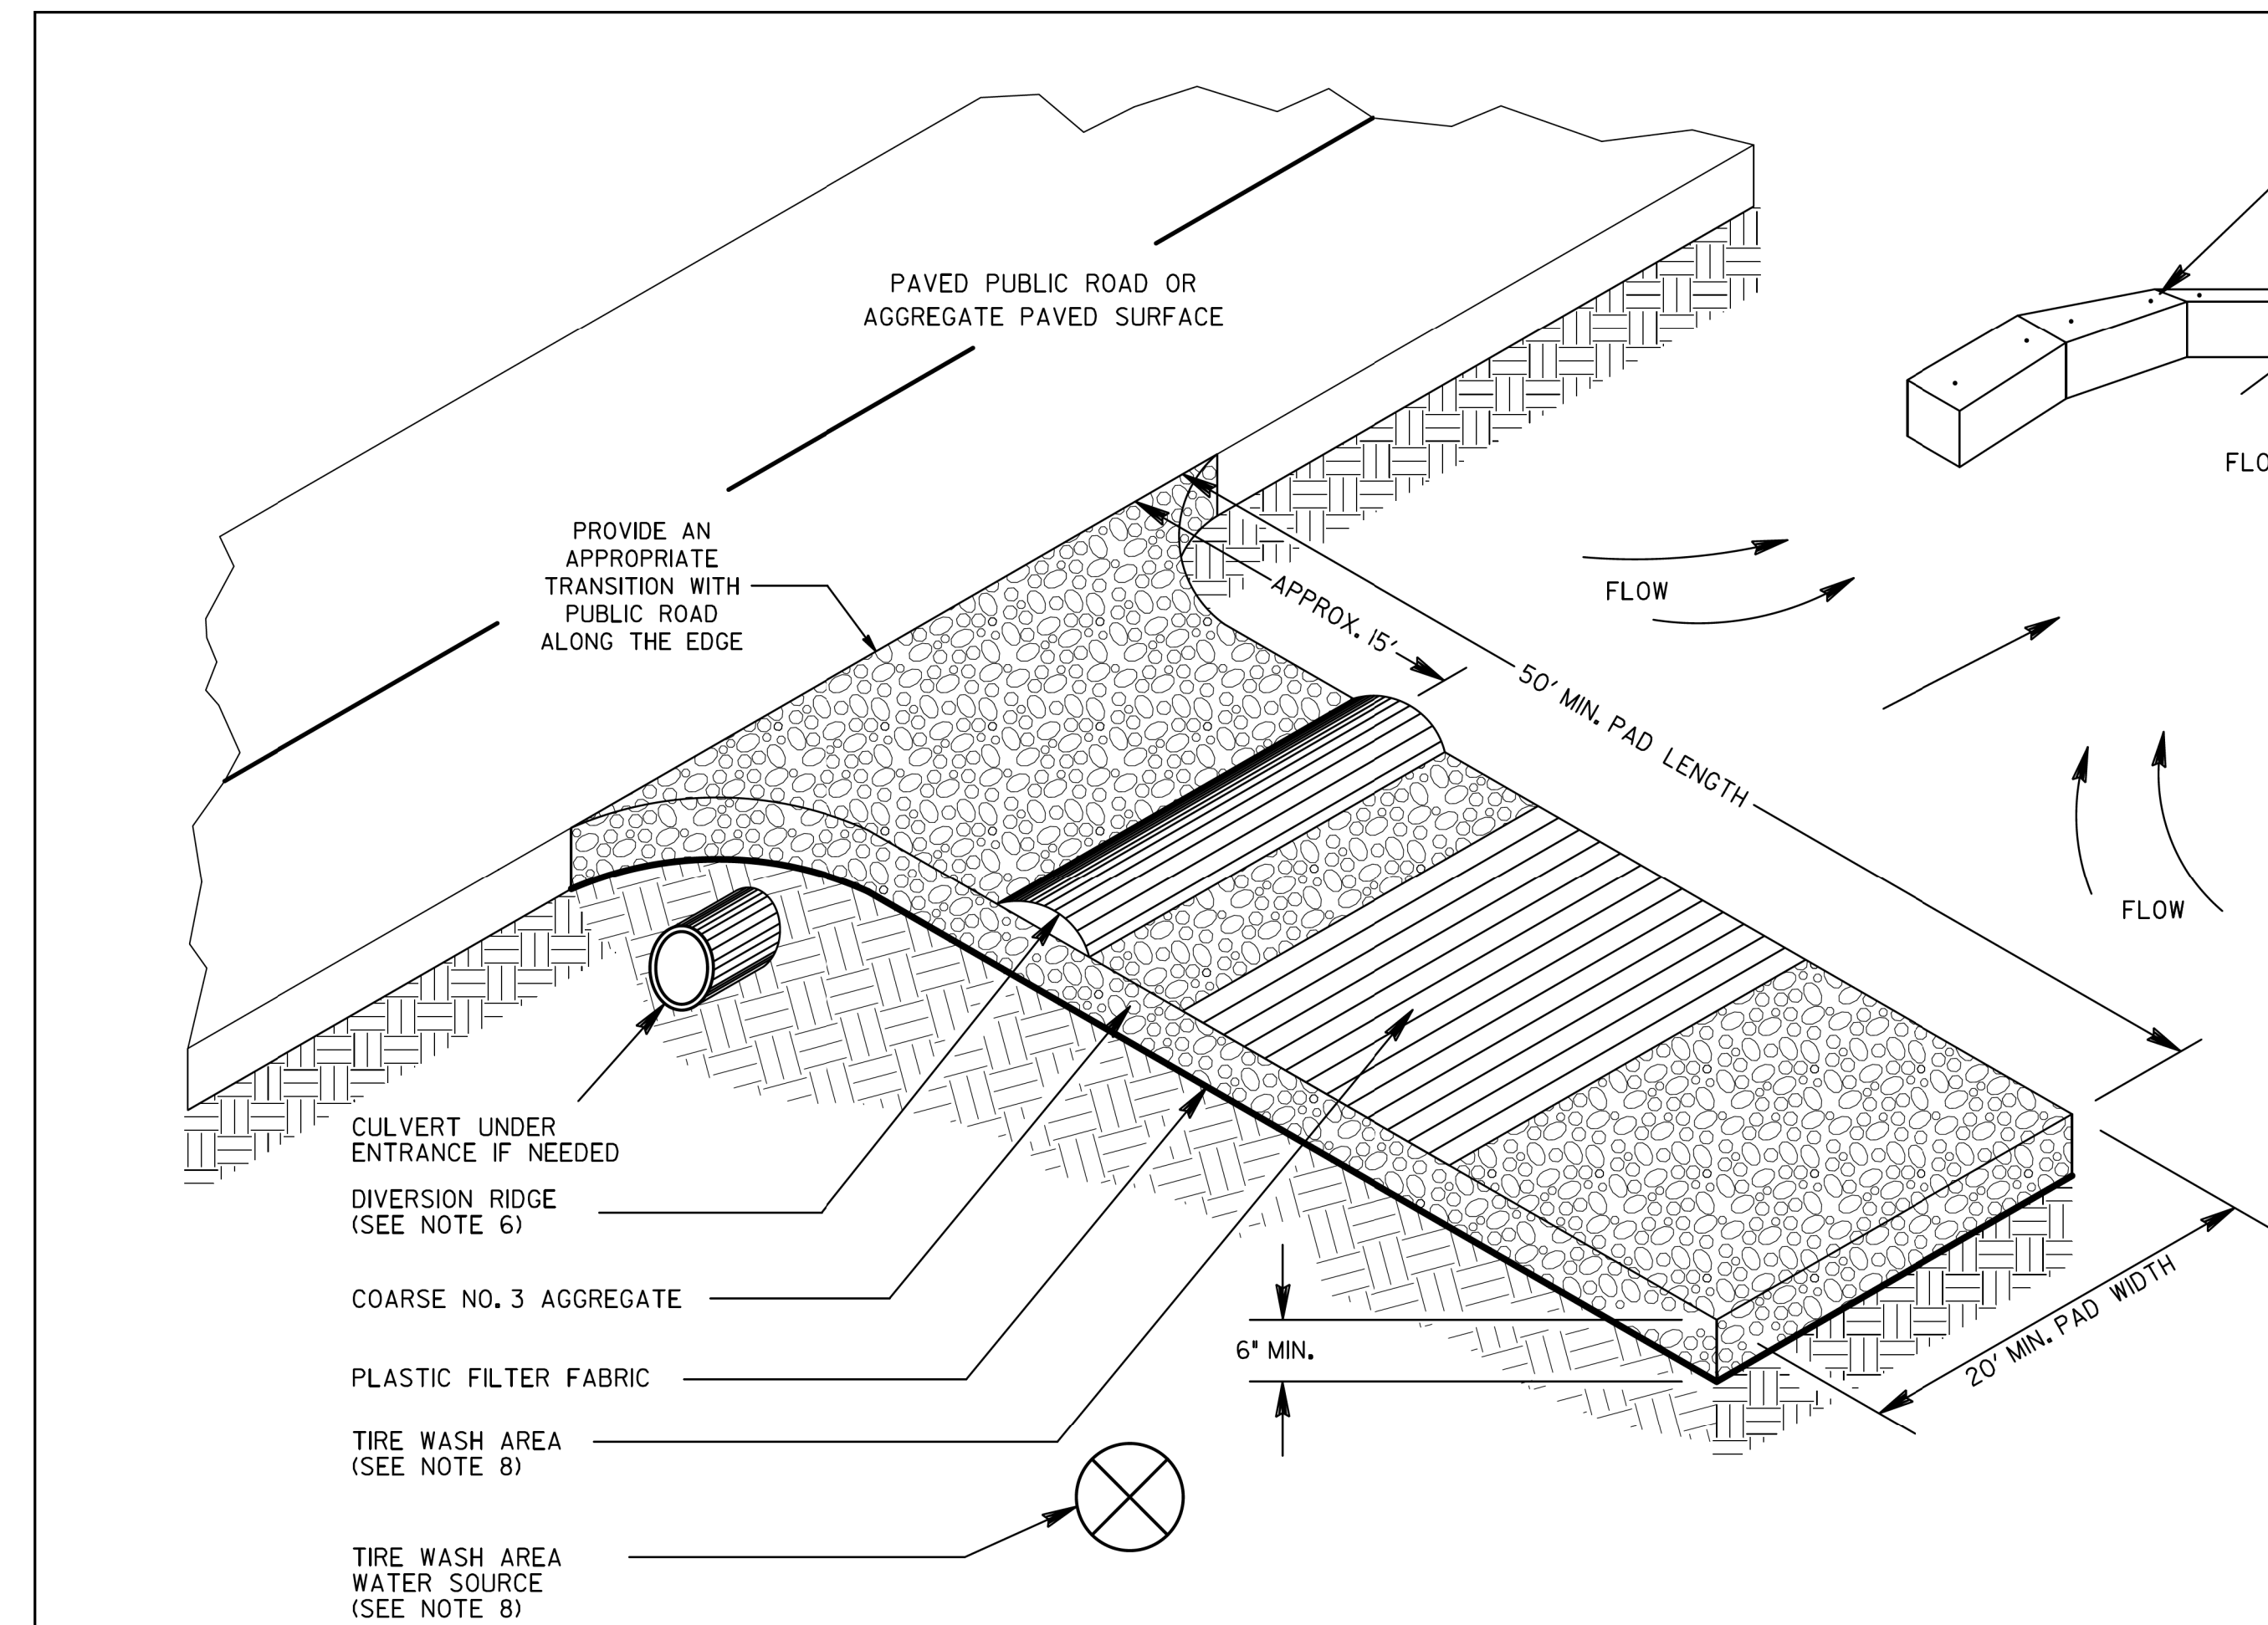 PAVED PUBLIC ROAD OR
AGGREGATE PAVED SURFACE
PROVIDE AN
APPROPRIATE
TRANSITION WITH
PUBLIC ROAD
ALONG THE EDGE
APPROX. 15'
50' MIN. PAD LENGTH
FLOW
FLO
FLOW
CULVERT UNDER
ENTRANCE IF NEEDED
DIVERSION RIDGE
(SEE NOTE 6)
COARSE NO. 3 AGGREGATE
PLASTIC FILTER FABRIC
TIRE WASH AREA
(SEE NOTE 8)
TIRE WASH AREA
WATER SOURCE
(SEE NOTE 8)
6" MIN.
20' MIN. PAD WIDTH